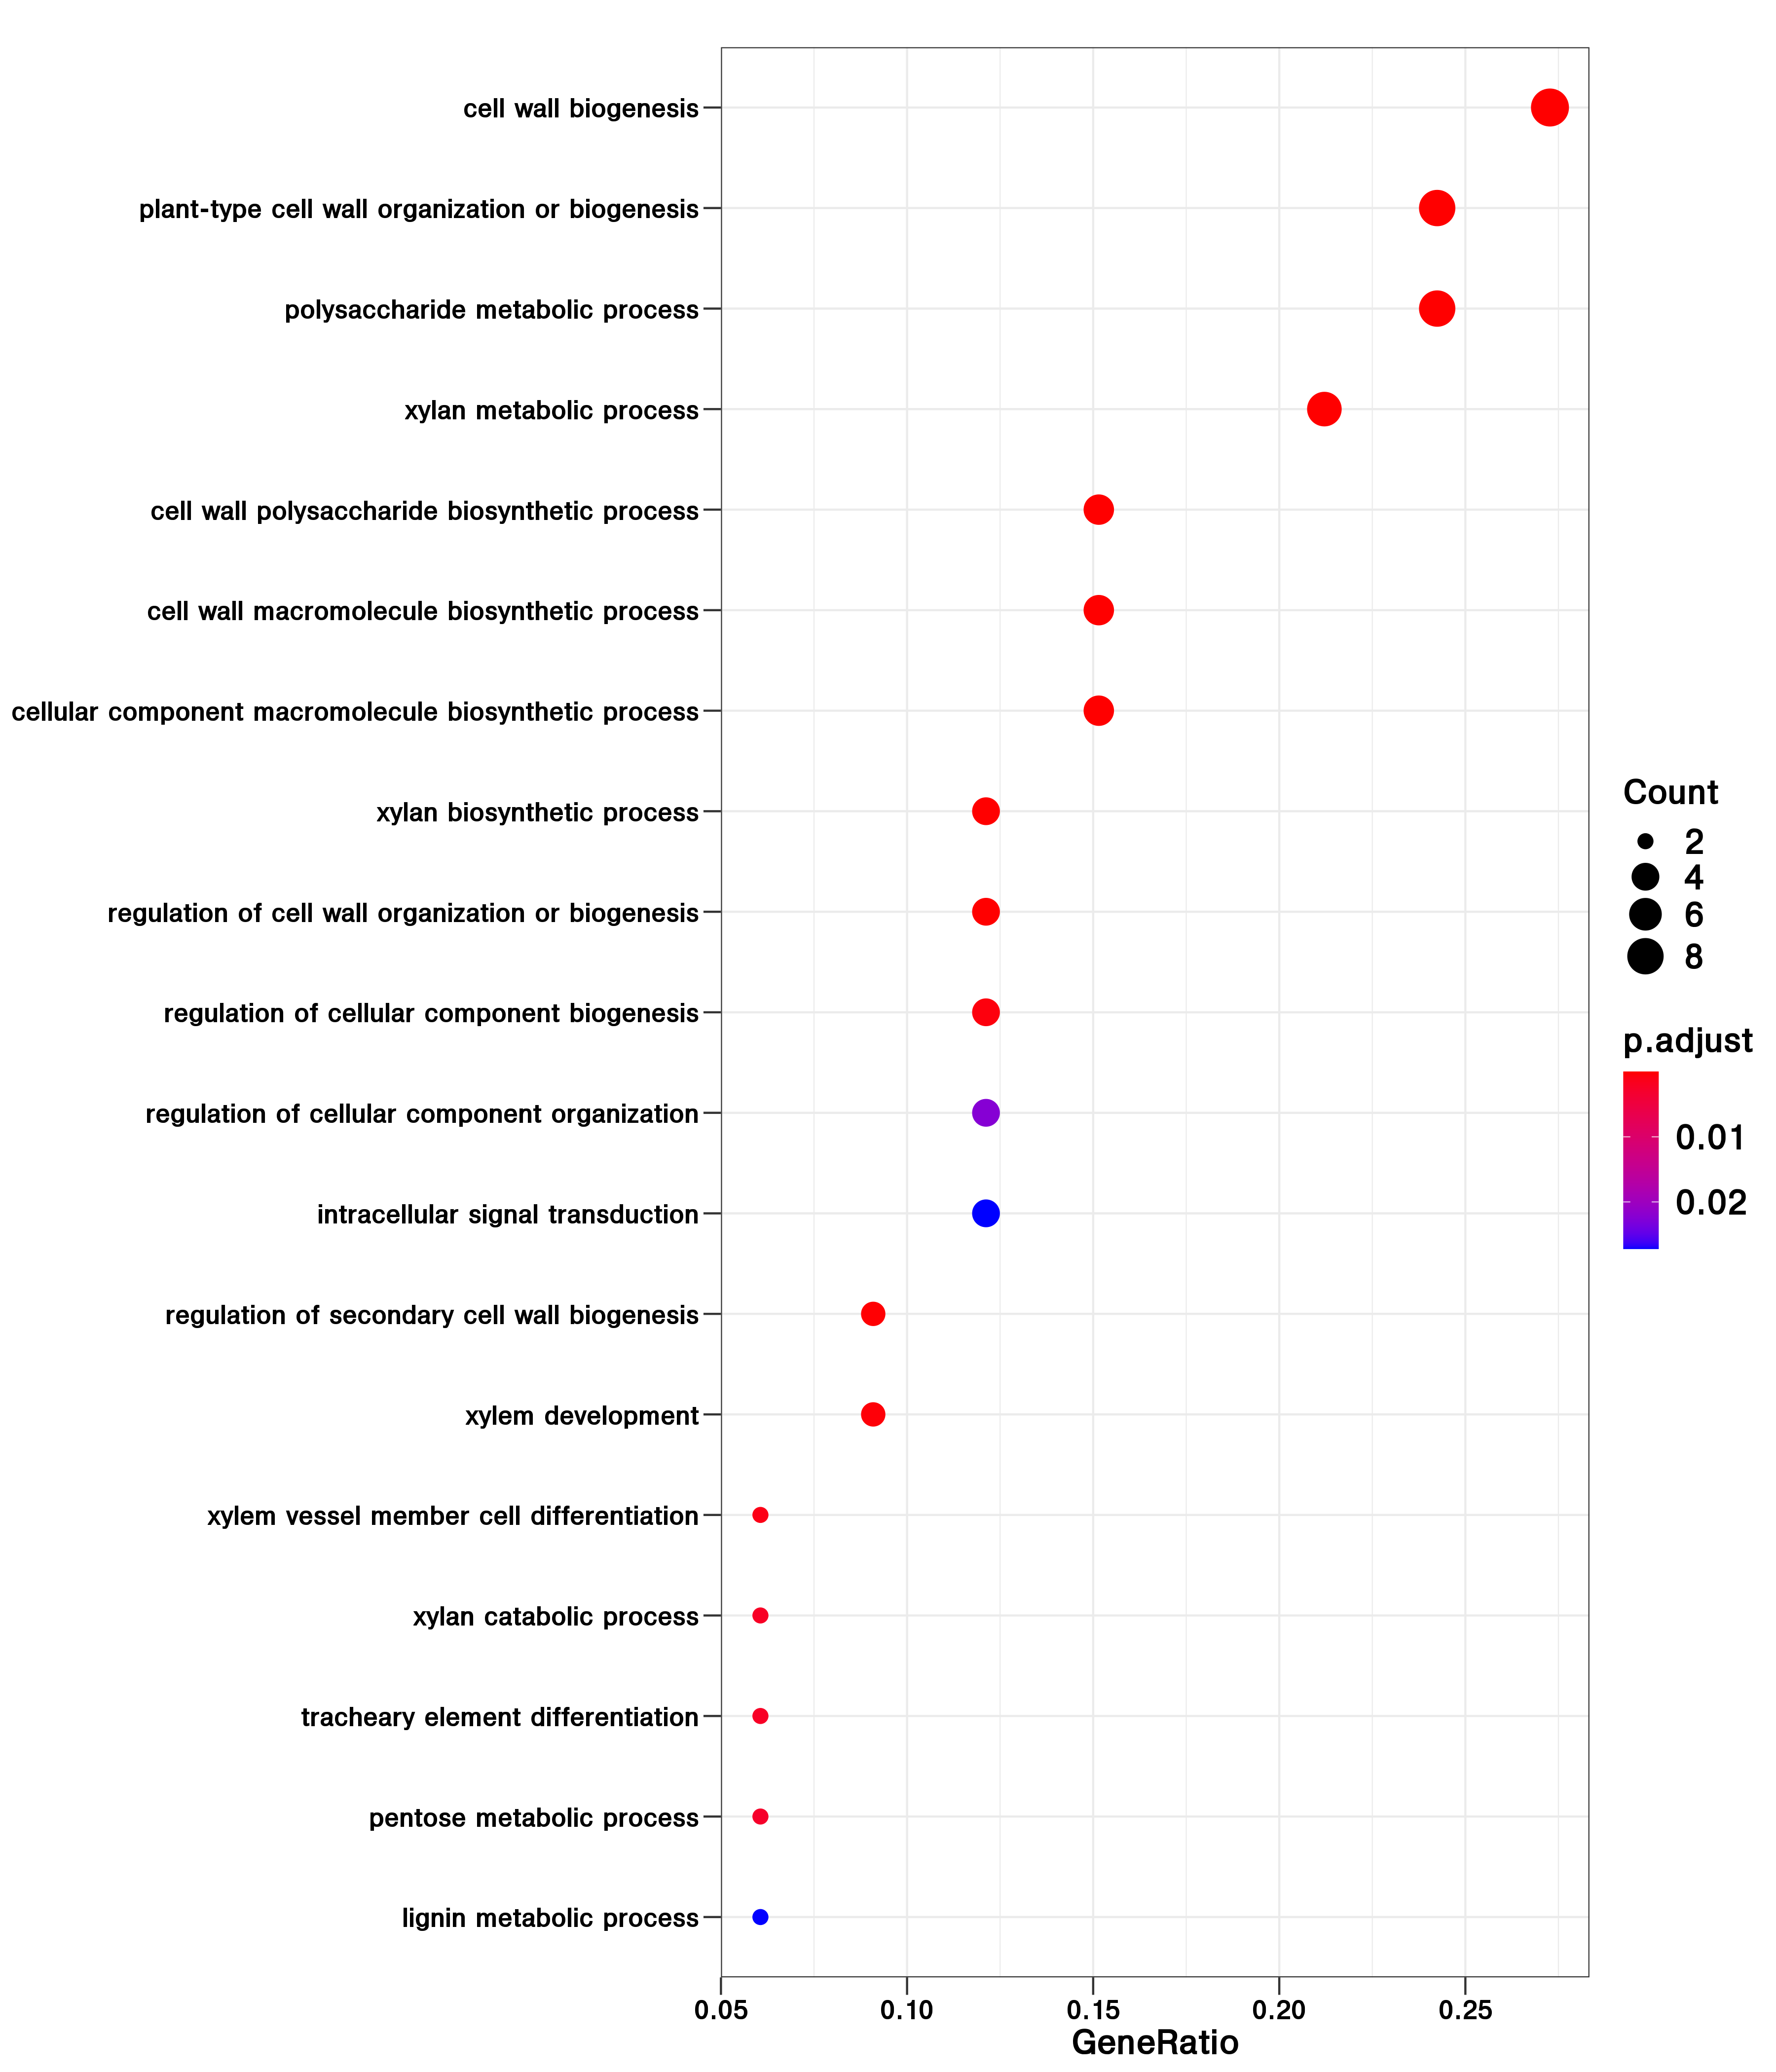 cell wall biogenesis
plant-type cell wall organization or biogenesis
polysaccharide metabolic process
xylan metabolic process
cell wall polysaccharide biosynthetic process
cell wall macromolecule biosynthetic process
cellular component macromolecule biosynthetic process
xylan biosynthetic process
regulation of cell wall organization or biogenesis
regulation of cellular component biogenesis
regulation of cellular component organization
intracellular signal transduction
regulation of secondary cell wall biogenesis
xylem development
xylem vessel member cell differentiation
xylan catabolic process
tracheary element differentiation
pentose metabolic process
lignin metabolic process
0.05 0.10 0.15 0.20 0.25
GeneRatio
Count
2
4
6
8
p.adjust
0.01
0.02